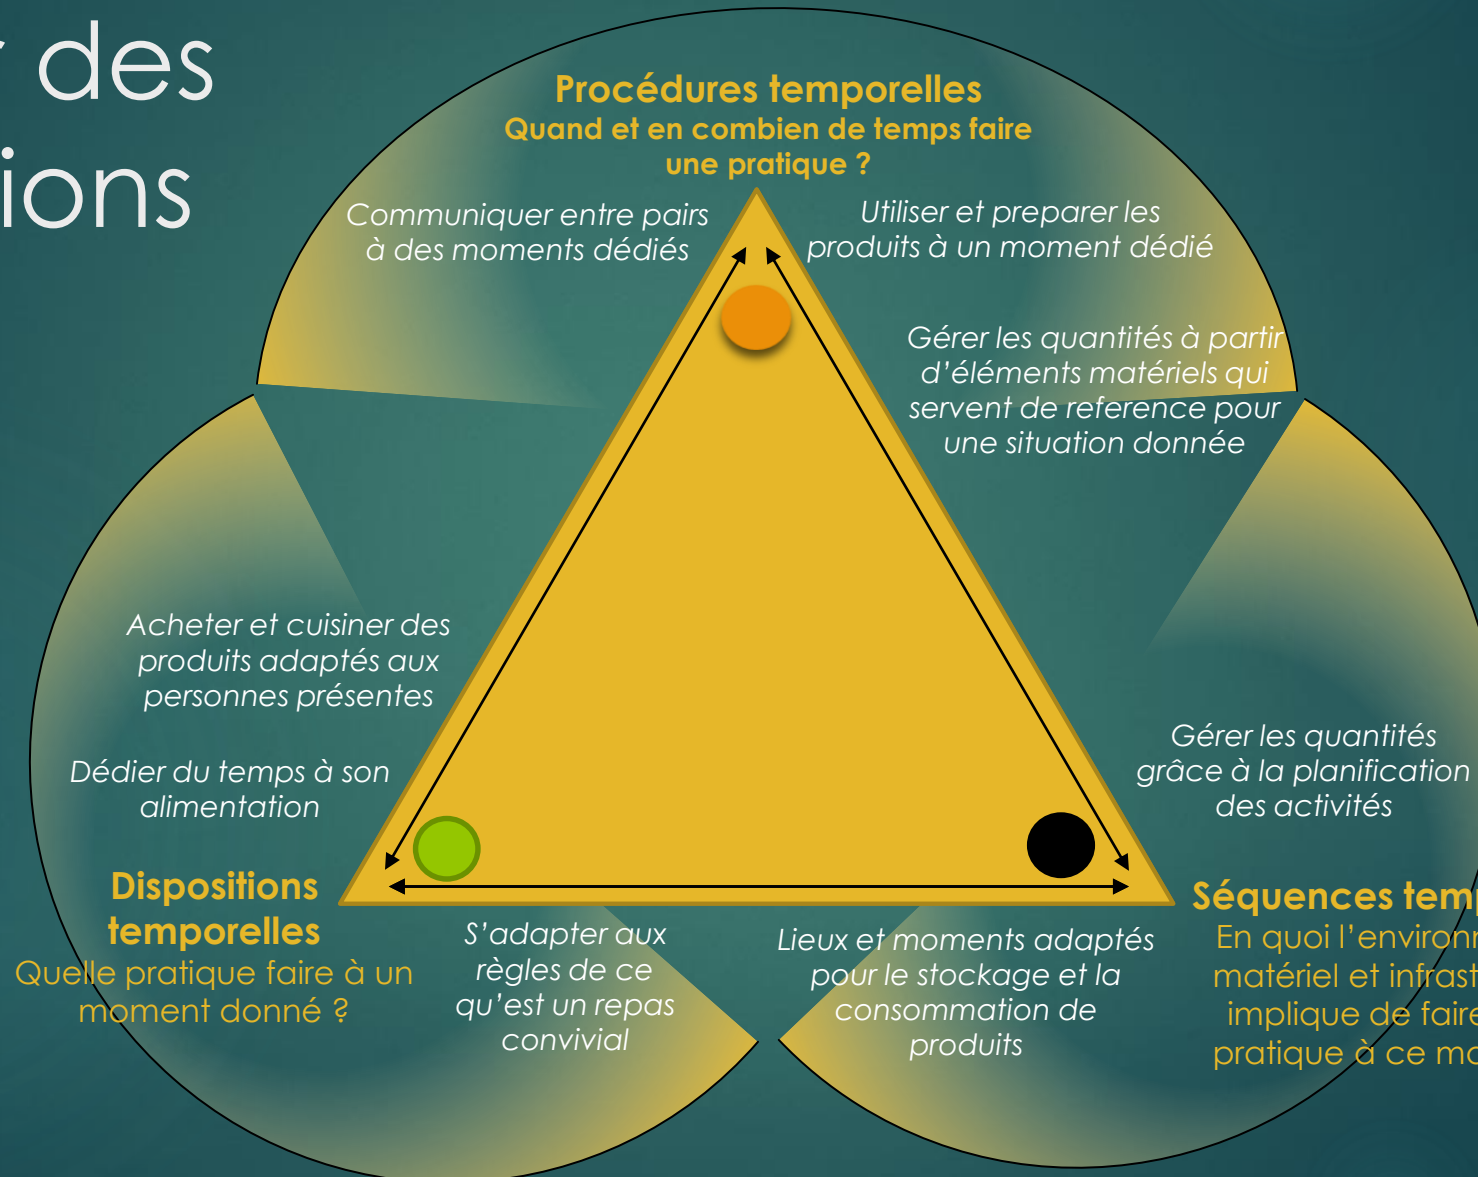 des
ions
Procédures temporelles
Quand et en combien de temps faire
une pratique ?
Communiquer entre pairs
à des moments dédiés
Utiliser et preparer les
produits à un moment dédié
Gérer les quantités à partir
d'éléments matériels qui
servent de reference pour
une situation donnée
Acheter et cuisiner des
produits adaptés aux
personnes présentes
Dédier du temps à son
alimentation
Gérer les quantités
grâce à la planification
des activités
Dispositions
temporelles
Quelle pratique faire à un
moment donné ?
S'adapter aux
règles de ce
qu'est un repas
convivial
Lieux et moments adaptés
pour le stockage et la
consommation de
produits
Séquences temp
En quoi l'environn
matériel et infrast
implique de faire
pratique à ce mo